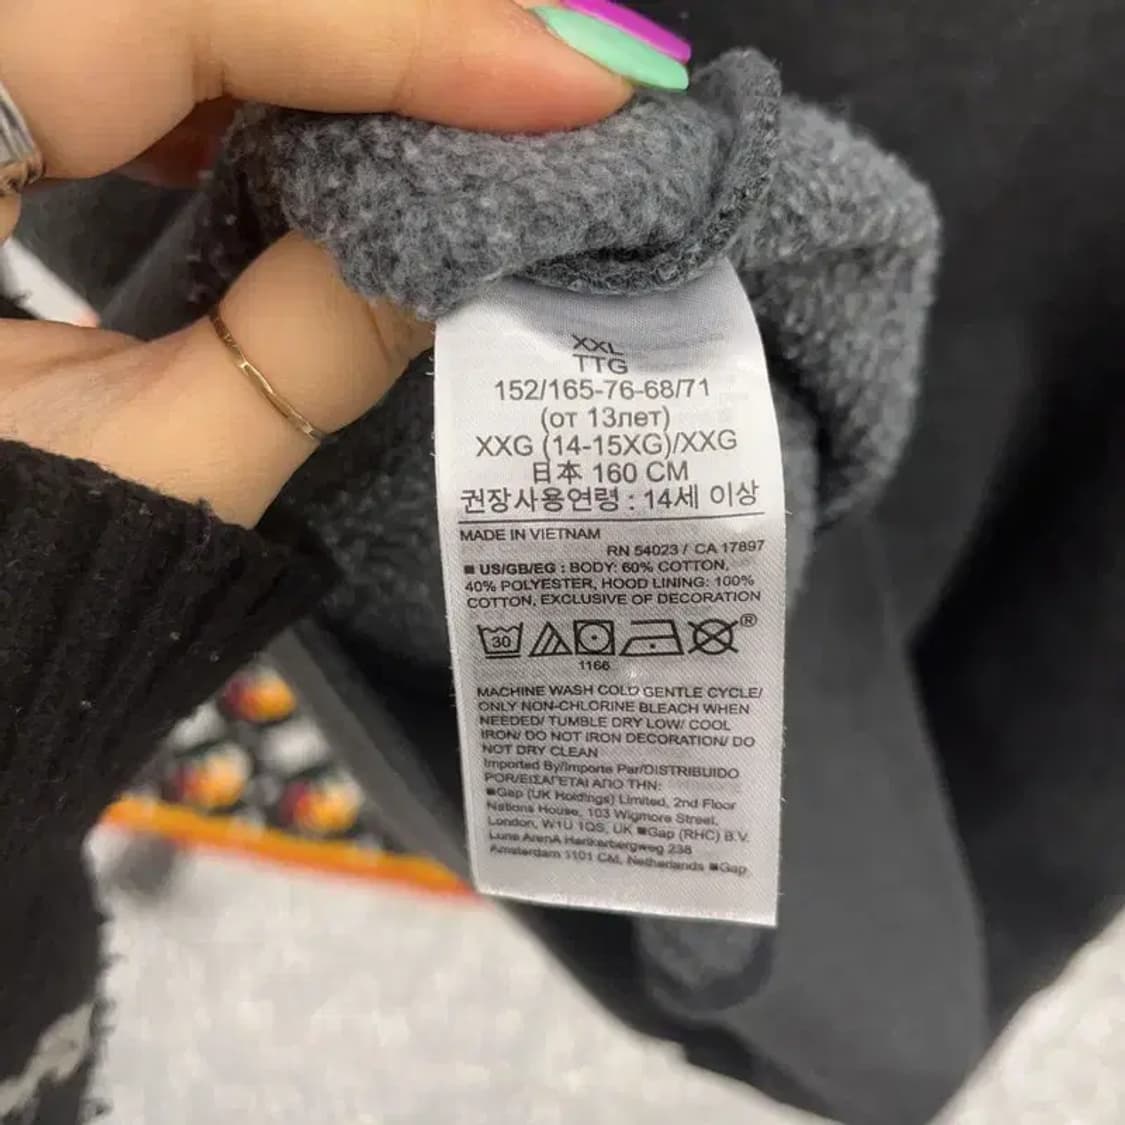 XXL
TTG
152/165-76-68/71
(от 13лет)
XXG (14-15XG)/XXG
日本 160 CM
권장사용연령 : 14세 이상
MADE IN VIETNAM
RN 54023 / CA 17897
■ US/GB/EG : BODY: 60% COTTON,
40% POLYESTER, HOOD LINING: 100%
COTTON, EXCLUSIVE OF DECORATION
30
®
1166
MACHINE WASH COLD GENTLE CYCLE/
ONLY NON-CHLORINE BLEACH WHEN
NEEDED/ TUMBLE DRY LOW/ COOL
IRON/ DO NOT IRON DECORATION/ DO
NOT DRY CLEAN
Imported By/Importe Par/DISTRIBUIDO
POR/ΕΙΣΑΓΕΤΑΙ ΑΠΟ ΤΗΝ:
■Gap (UK Holdings) Limited, 2nd Floor
Nations House, 103 Wigmore Street,
London, W1U 1QS, UK ■Gap (RHC) B.V.
Luna ArenA Herikerbergweg 238
Amsterdam 1101 CM, Netherlands ■Gap